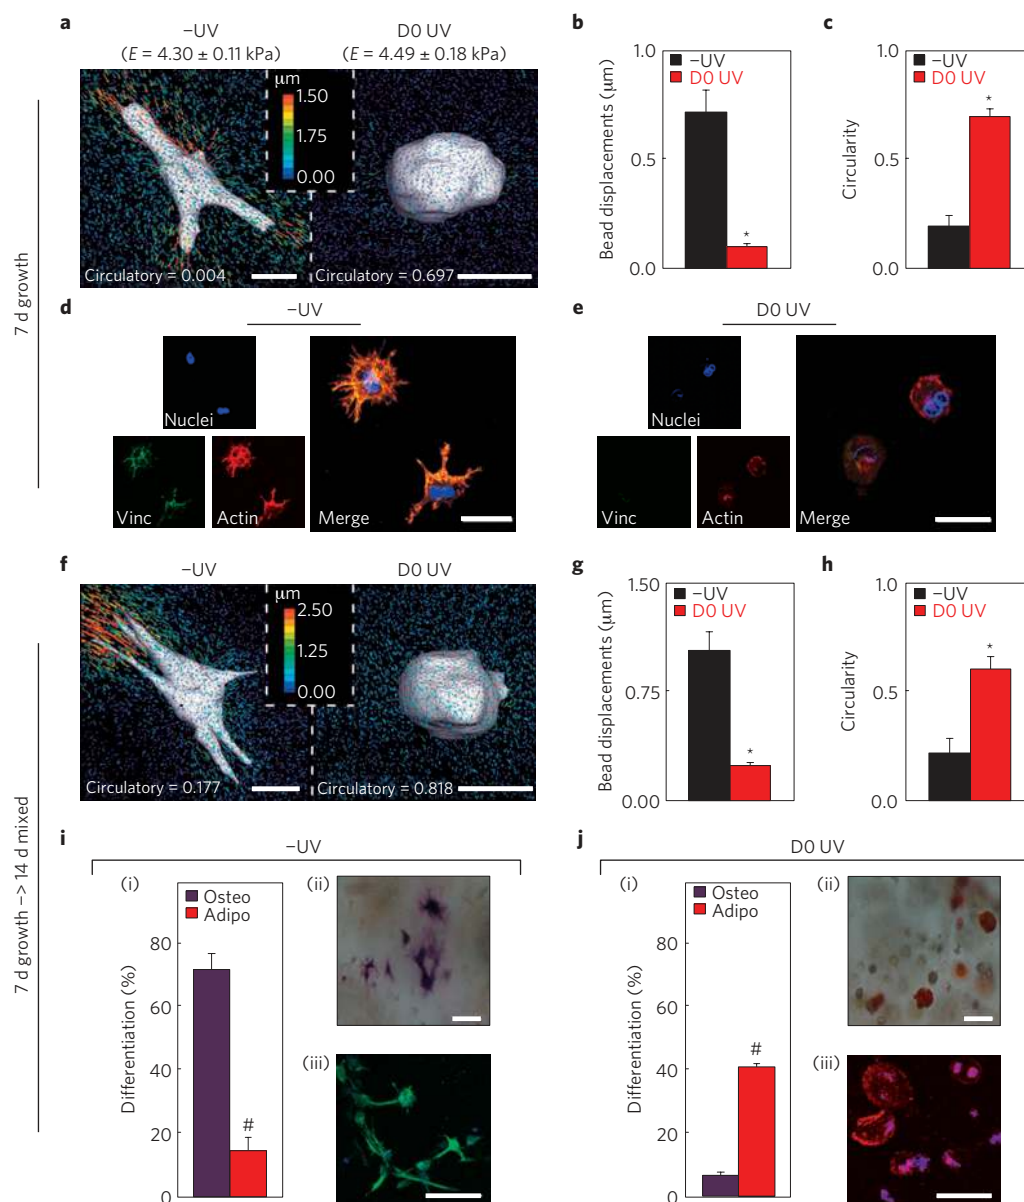 a
−UV
(E = 4.30 ± 0.11 kPa)
D0 UV
(E = 4.49 ± 0.18 kPa)
μm
1.50
1.75
0.00
Circulatory = 0.004
Circulatory = 0.697
b
1.0
−UV
D0 UV
0.5
*
0.0
Bead displacements (μm)
c
1.0
−UV
D0 UV
*
0.5
0.0
Circularity
7 d growth
d
−UV
Nuclei
Vinc
Actin
Merge
e
D0 UV
Nuclei
Vinc
Actin
Merge
f
−UV
D0 UV
μm
2.50
1.25
0.00
Circulatory = 0.177
Circulatory = 0.818
g
1.50
−UV
D0 UV
0.75
*
0.00
Bead displacements (μm)
h
1.0
−UV
D0 UV
*
0.5
0.0
Circularity
7 d growth −> 14 d mixed
i
−UV
(i)
Osteo
Adipo
80
60
40
20
0
#
Differentiation (%)
(ii)
(iii)
j
D0 UV
(i)
Osteo
Adipo
80
60
40
20
0
#
Differentiation (%)
(ii)
(iii)